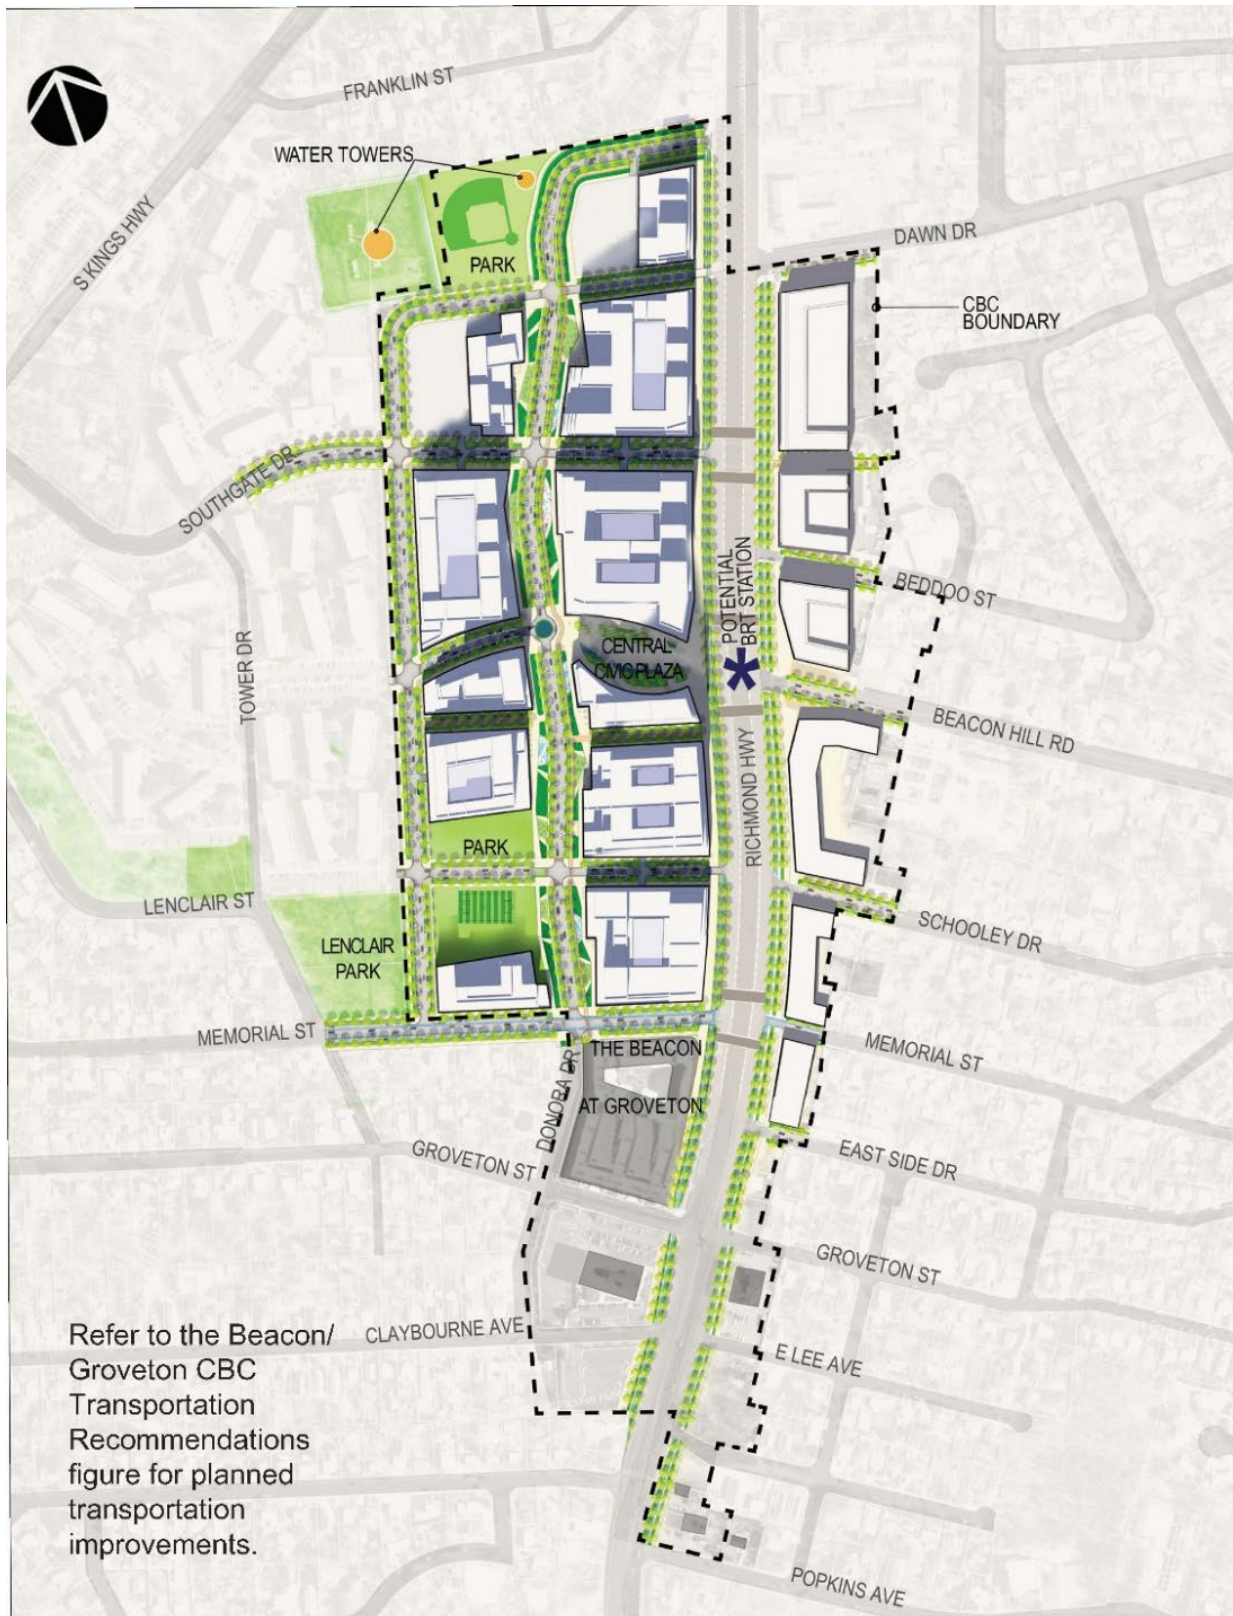 FRANKLIN ST
WATER TOWERS
S KINGS HWY
DAWN DR
PARK
CBC
BOUNDARY
SOUTHGATE DR
BEDDOO ST
POTENTIAL
BRT STATION
CENTRAL
CIVIC PLAZA
TOWER DR
BEACON HILL RD
RICHMOND HWY
PARK
LENCLAIR ST
SCHOOLEY DR
LENCLAIR
PARK
MEMORIAL ST
MEMORIAL ST
THE BEACON
AT GROVETON
DONORA DR
GROVETON ST
EAST SIDE DR
GROVETON ST
CLAYBOURNE AVE
E LEE AVE
Refer to the Beacon/
Groveton CBC
Transportation
Recommendations
figure for planned
transportation
improvements.
POPKINS AVE